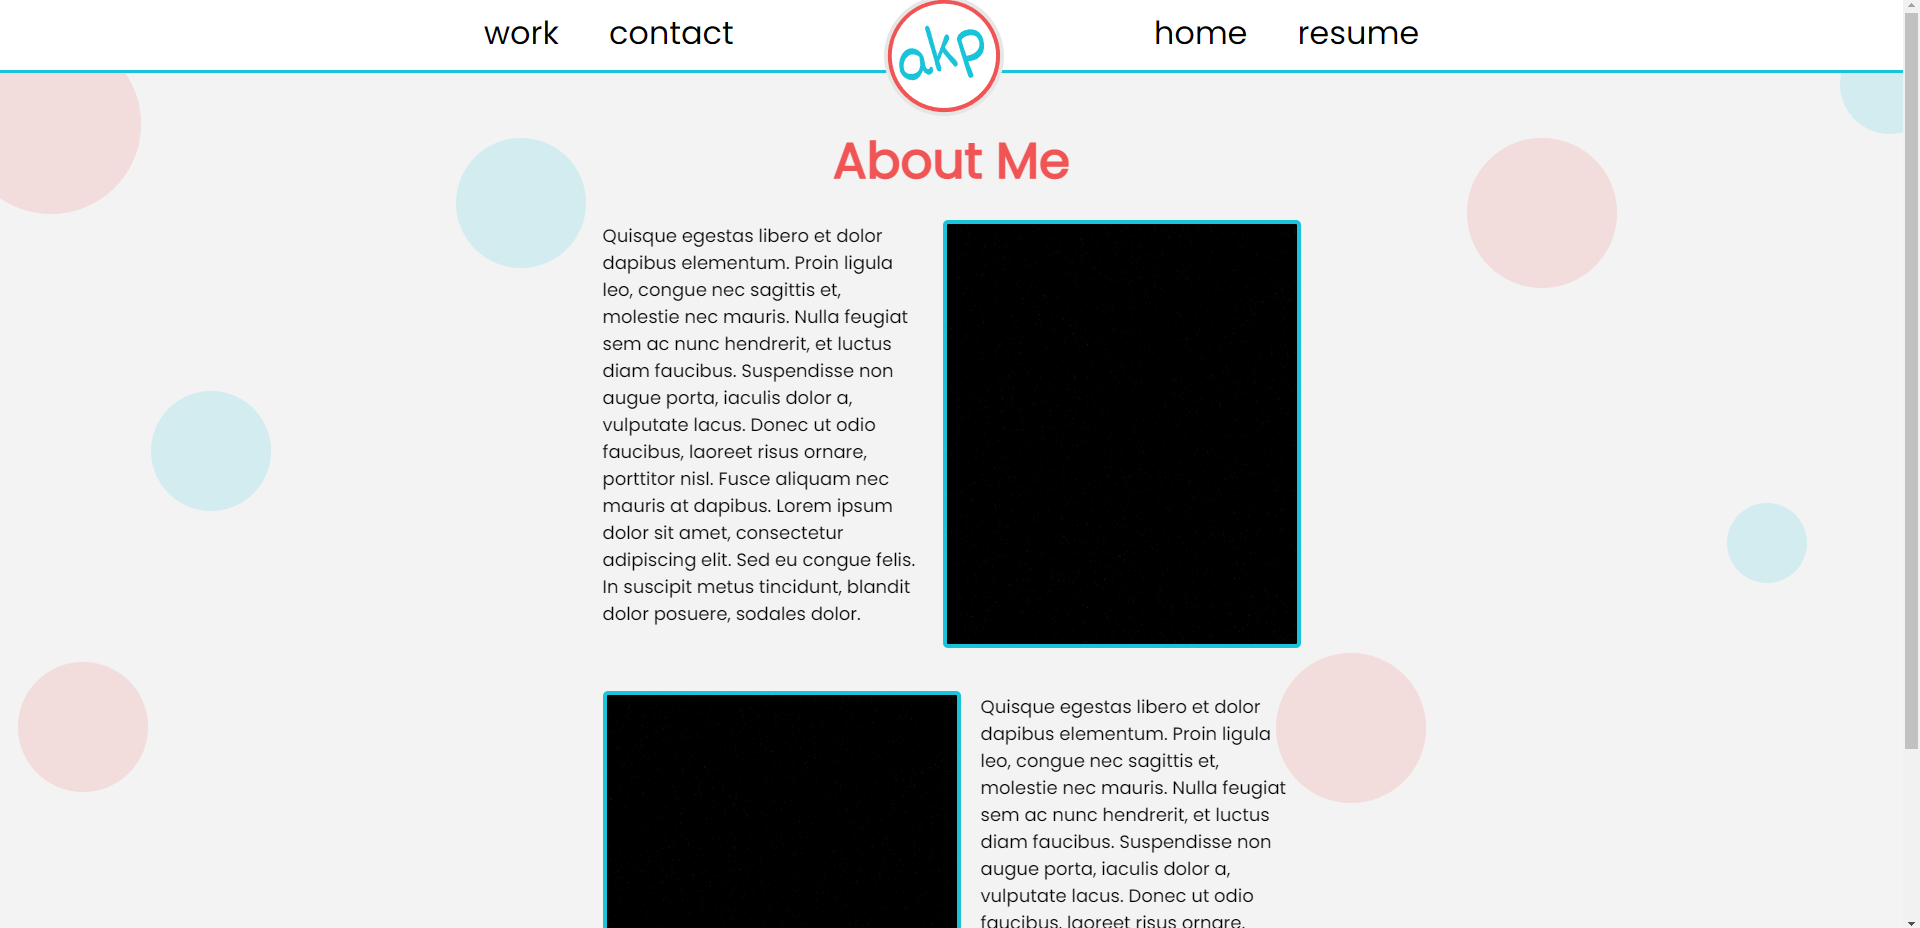 work contact akp home resume
About Me
Quisque egestas libero et dolor
dapibus elementum. Proin ligula
leo, congue nec sagittis et,
molestie nec mauris. Nulla feugiat
sem ac nunc hendrerit, et luctus
diam faucibus. Suspendisse non
augue porta, iaculis dolor a,
vulputate lacus. Donec ut odio
faucibus, laoreet risus ornare,
porttitor nisl. Fusce aliquam nec
mauris at dapibus. Lorem ipsum
dolor sit amet, consectetur
adipiscing elit. Sed eu congue felis.
In suscipit metus tincidunt, blandit
dolor posuere, sodales dolor.
Quisque egestas libero et dolor
dapibus elementum. Proin ligula
leo, congue nec sagittis et,
molestie nec mauris. Nulla feugiat
sem ac nunc hendrerit, et luctus
diam faucibus. Suspendisse non
augue porta, iaculis dolor a,
vulputate lacus. Donec ut odio
faucibus, laoreet risus ornare,